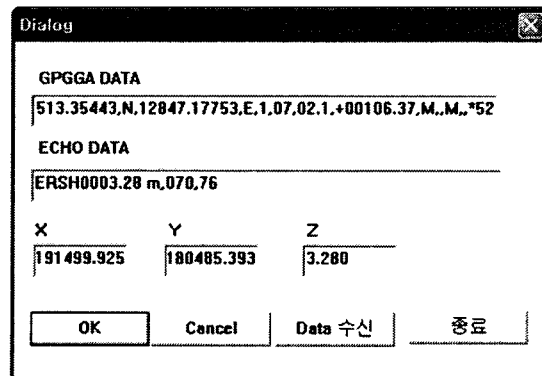 Dialog
GPGGA DATA
513.35443,N,12847.17753,E,1,07,02.1,+00106.37,M,,M,,*52
ECHO DATA
ERSH0003.28 m,070,76
X Y Z
191499.925 180485.393 3.280
OK Cancel Data 수신 종료